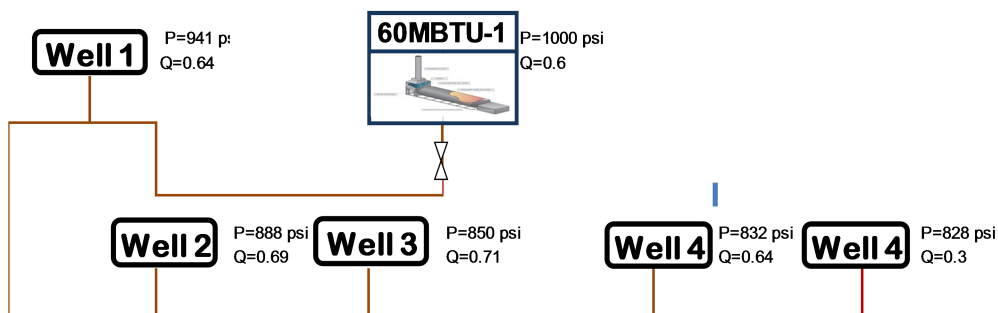 60MBTU-1
Well 1
P=941 ps
Q=0.64
P=1000 psi
Q=0.6
Well 2
P=888 psi
Q=0.69
Well 3
P=850 psi
Q=0.71
Well 4
P=832 psi
Q=0.64
Well 4
P=828 psi
Q=0.3